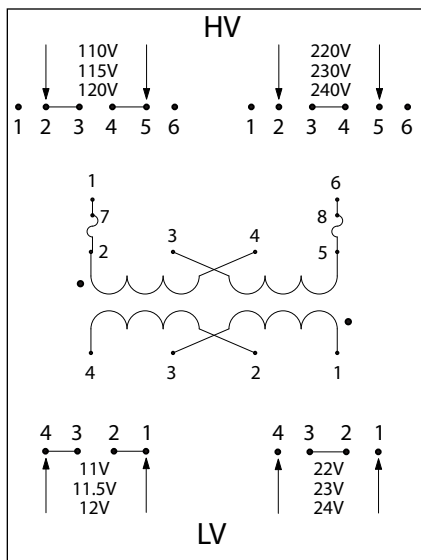 HV
110V 220V
115V 230V
120V 240V
1 2 3 4 5 6 1 2 3 4 5 6
1 6
7 8
3 4
2 5
4 3 2 1
4 3 2 1 4 3 2 1
11V 22V
11.5V 23V
12V 24V
LV